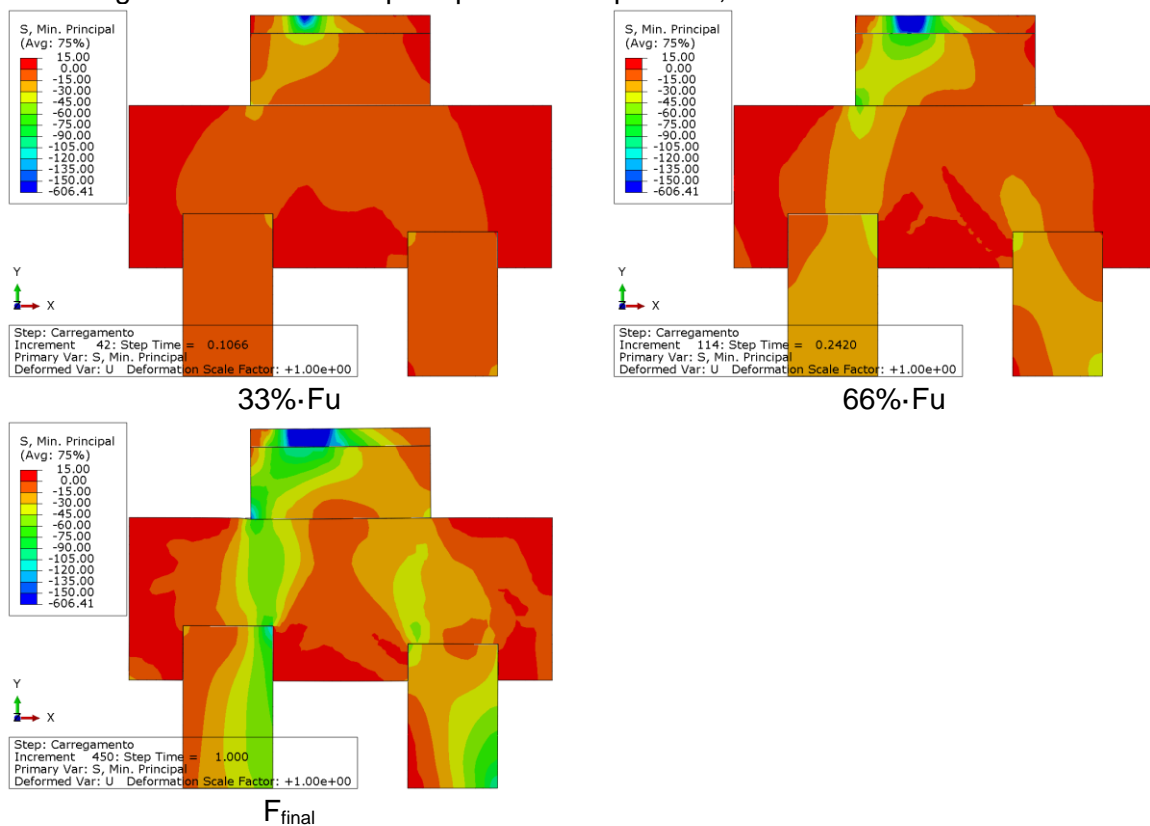 S, Min. Principal
(Avg: 75%)
15.00
0.00
-15.00
-30.00
-45.00
-60.00
-75.00
-90.00
-105.00
-120.00
-135.00
-150.00
-606.41
Y
Z
X
Step: Carregamento
Increment 42: Step Time = 0.1066
Primary Var: S, Min. Principal
Deformed Var: U Deformation Scale Factor: +1.00e+00
33%·Fu
S, Min. Principal
(Avg: 75%)
15.00
0.00
-15.00
-30.00
-45.00
-60.00
-75.00
-90.00
-105.00
-120.00
-135.00
-150.00
-606.41
Y
Z
X
Step: Carregamento
Increment 114: Step Time = 0.2420
Primary Var: S, Min. Principal
Deformed Var: U Deformation Scale Factor: +1.00e+00
66%·Fu
S, Min. Principal
(Avg: 75%)
15.00
0.00
-15.00
-30.00
-45.00
-60.00
-75.00
-90.00
-105.00
-120.00
-135.00
-150.00
-606.41
Y
Z
X
Step: Carregamento
Increment 450: Step Time = 1.000
Primary Var: S, Min. Principal
Deformed Var: U Deformation Scale Factor: +1.00e+00
Ffinal